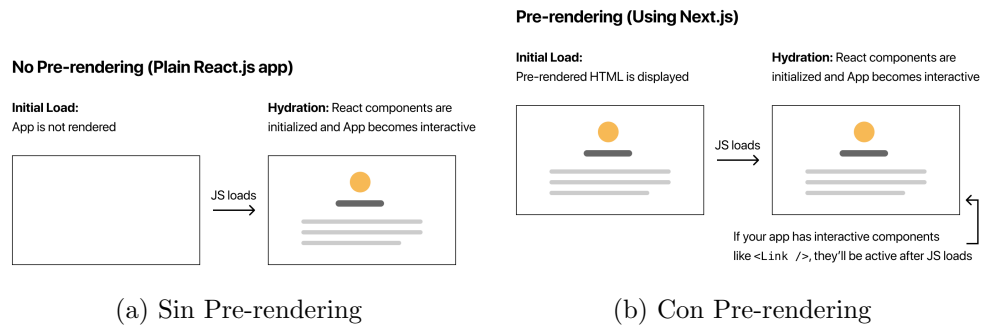 No Pre-rendering (Plain React.js app)
Initial Load:
App is not rendered
Hydration: React components are
initialized and App becomes interactive
JS loads
(a) Sin Pre-rendering
Pre-rendering (Using Next.js)
Initial Load:
Pre-rendered HTML is displayed
Hydration: React components are
initialized and App becomes interactive
JS loads
If your app has interactive components
like <Link />, they'll be active after JS loads
(b) Con Pre-rendering